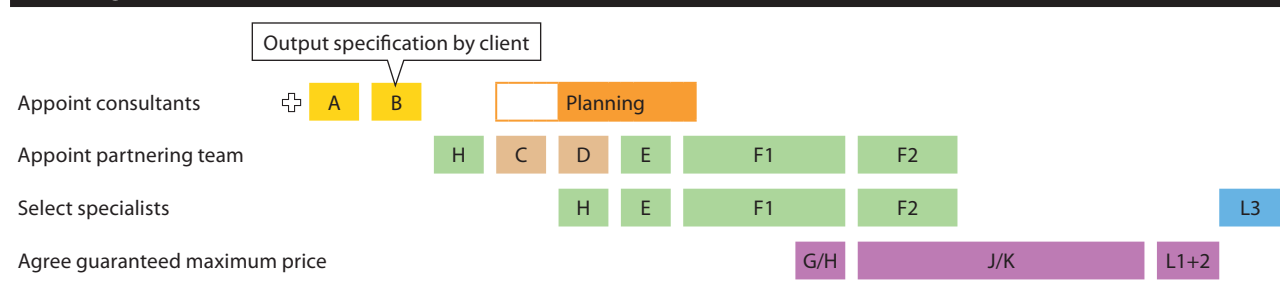 Output specification by client
Appoint consultants A B Planning
Appoint partnering team H C D E F1 F2
Select specialists H E F1 F2 L3
Agree guaranteed maximum price G/H J/K L1+2